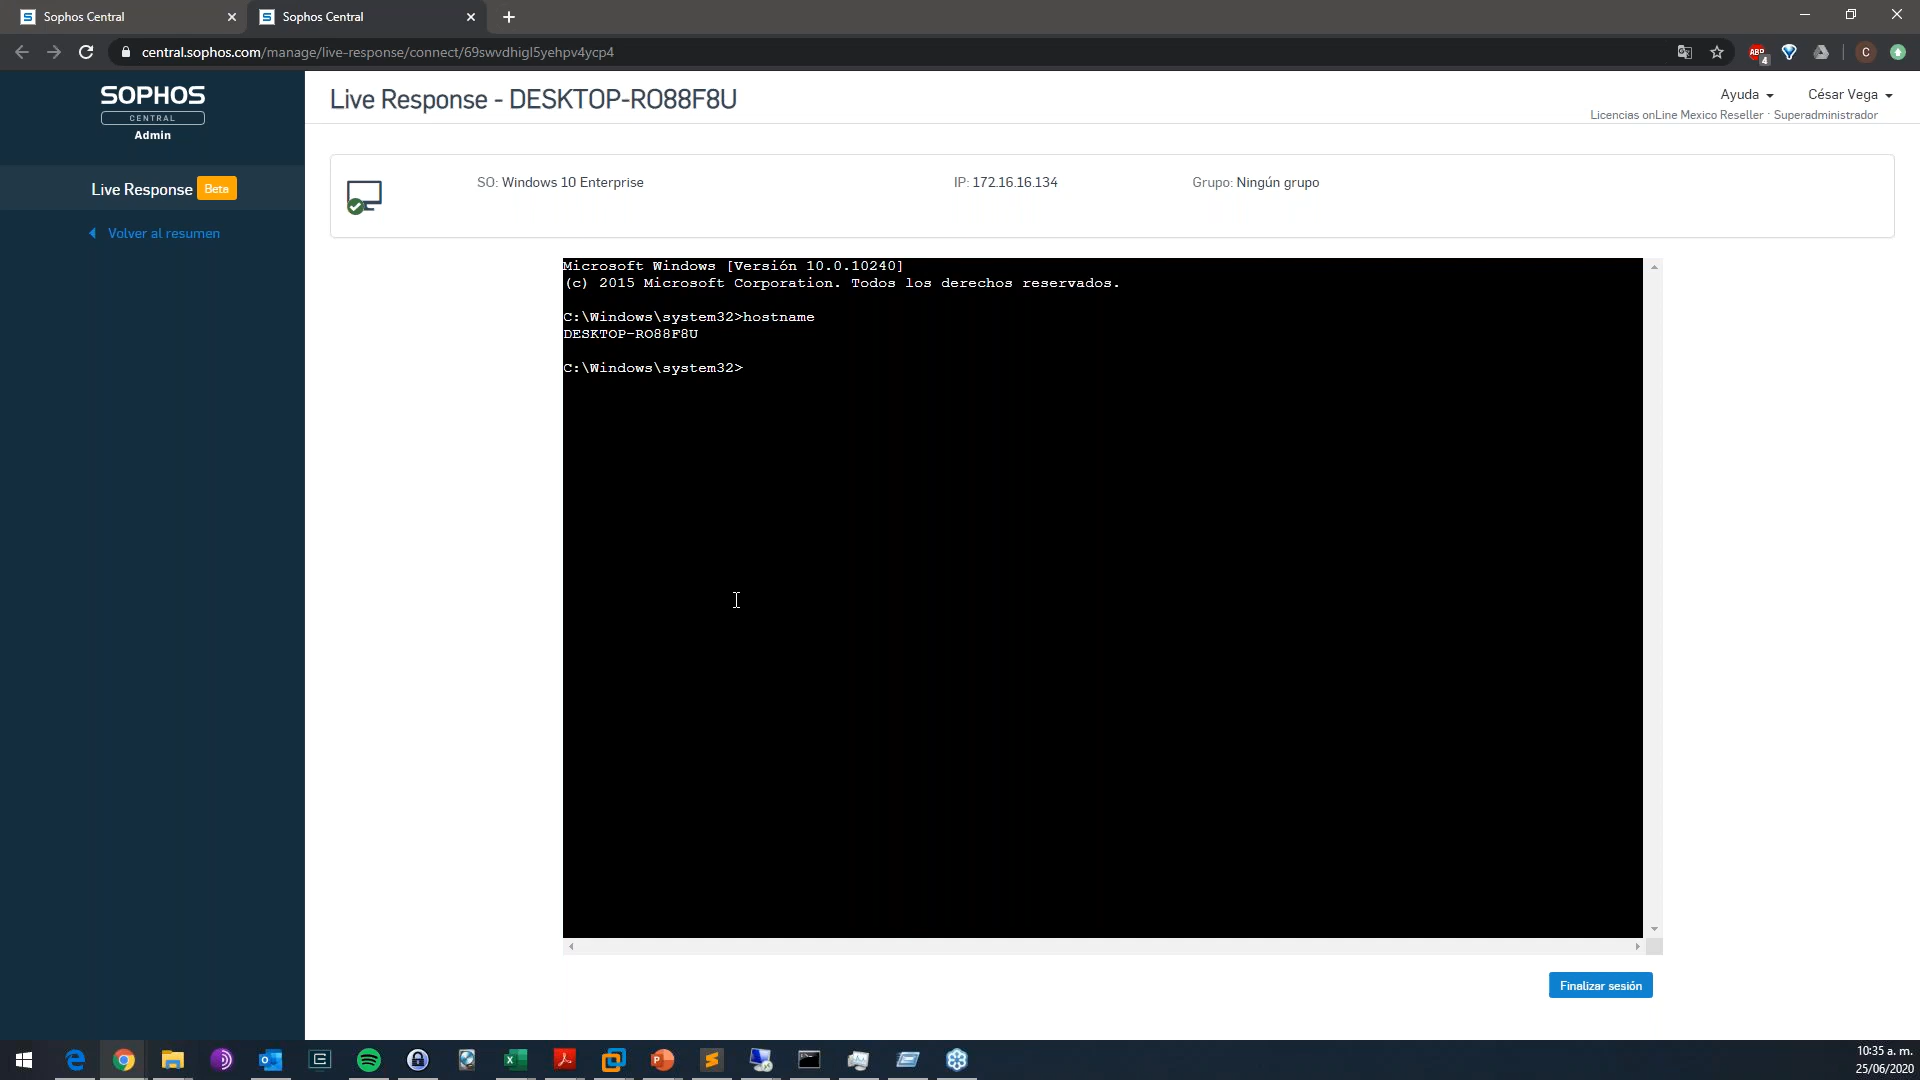 Sophos Central
Sophos Central
central.sophos.com/manage/live-response/connect/69swvdhigl5yehpv4ycp4
ABP
4
C
SOPHOS
CENTRAL
Admin
Live Response - DESKTOP-RO88F8U
Ayuda
César Vega
Licencias onLine Mexico Reseller · Superadministrador
Live Response Beta
Volver al resumen
SO: Windows 10 Enterprise
IP: 172.16.16.134
Grupo: Ningún grupo
Microsoft Windows [Versión 10.0.10240]
(c) 2015 Microsoft Corporation. Todos los derechos reservados.
C:\Windows\system32>hostname
DESKTOP-RO88F8U
C:\Windows\system32>
Finalizar sesión
10:35 a. m.
25/06/2020